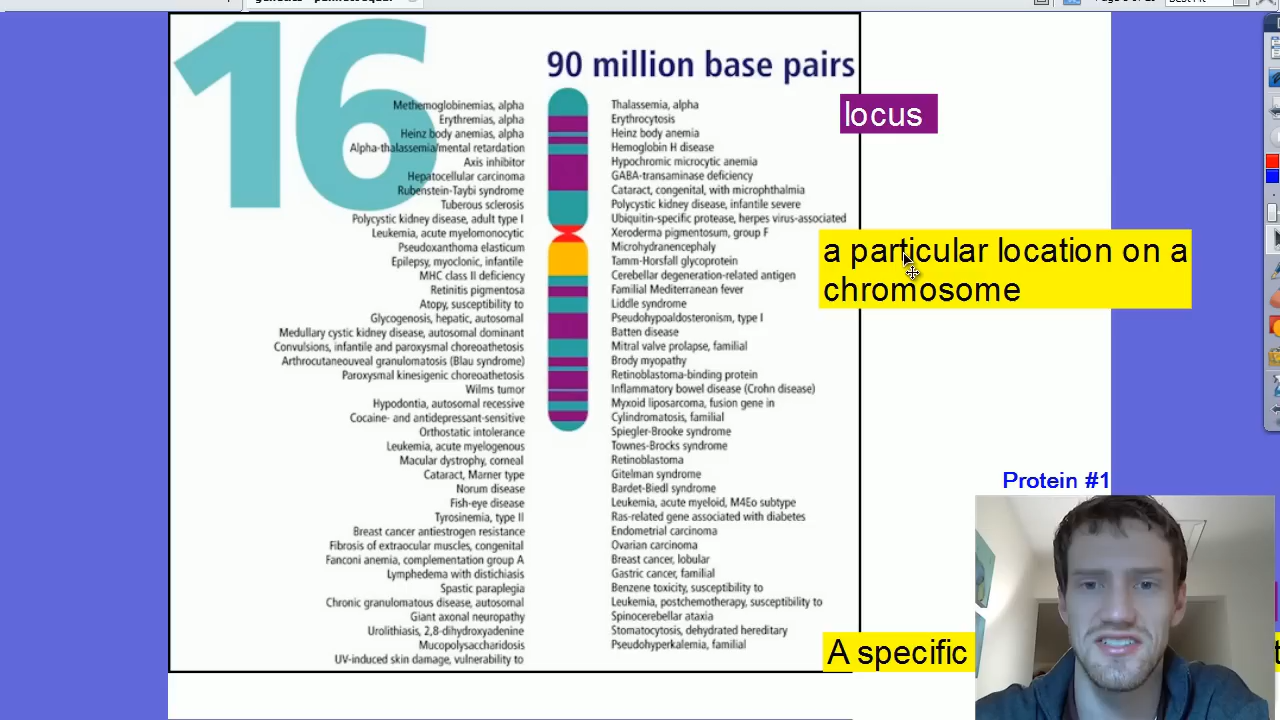 16
90 million base pairs
Methemoglobinemias, alpha
Erythremias, alpha
Heinz body anemias, alpha
Alpha-thalassemia/mental retardation
Axis inhibitor
Hepatocellular carcinoma
Rubenstein-Taybi syndrome
Tuberous sclerosis
Polycystic kidney disease, adult type I
Leukemia, acute myelomonocytic
Pseudoxanthoma elasticum
Epilepsy, myoclonic, infantile
MHC class II deficiency
Retinitis pigmentosa
Atopy, susceptibility to
Glycogenosis, hepatic, autosomal
Medullary cystic kidney disease, autosomal dominant
Convulsions, infantile and paroxysmal choreoathetosis
Arthrocutaneouveal granulomatosis (Blau syndrome)
Paroxysmal kinesigenic choreoathetosis
Wilms tumor
Hypodontia, autosomal recessive
Cocaine- and antidepressant-sensitive
Orthostatic intolerance
Leukemia, acute myelogenous
Macular dystrophy, corneal
Cataract, Marner type
Norum disease
Fish-eye disease
Tyrosinemia, type II
Breast cancer antiestrogen resistance
Fibrosis of extraocular muscles, congenital
Fanconi anemia, complementation group A
Lymphedema with distichiasis
Spastic paraplegia
Chronic granulomatous disease, autosomal
Giant axonal neuropathy
Urolithiasis, 2,8-dihydroxyadenine
Mucopolysaccharidosis
UV-induced skin damage, vulnerability to
Thalassemia, alpha
Erythrocytosis
Heinz body anemia
Hemoglobin H disease
Hypochromic microcytic anemia
GABA-transaminase deficiency
Cataract, congenital, with microphthalmia
Polycystic kidney disease, infantile severe
Ubiquitin-specific protease, herpes virus-associated
Xeroderma pigmentosum, group F
Microhydranencephaly
Tamm-Horsfall glycoprotein
Cerebellar degeneration-related antigen
Familial Mediterranean fever
Liddle syndrome
Pseudohypoaldosteronism, type I
Batten disease
Mitral valve prolapse, familial
Brody myopathy
Retinoblastoma-binding protein
Inflammatory bowel disease (Crohn disease)
Myxoid liposarcoma, fusion gene in
Cylindromatosis, familial
Spiegler-Brooke syndrome
Townes-Brocks syndrome
Retinoblastoma
Gitelman syndrome
Bardet-Biedl syndrome
Leukemia, acute myeloid, M4Eo subtype
Ras-related gene associated with diabetes
Endometrial carcinoma
Ovarian carcinoma
Breast cancer, lobular
Gastric cancer, familial
Benzene toxicity, susceptibility to
Leukemia, postchemotherapy, susceptibility to
Spinocerebellar ataxia
Stomatocytosis, dehydrated hereditary
Pseudohyperkalemia, familial
locus
a particular location on a
chromosome
Protein #1
A specific